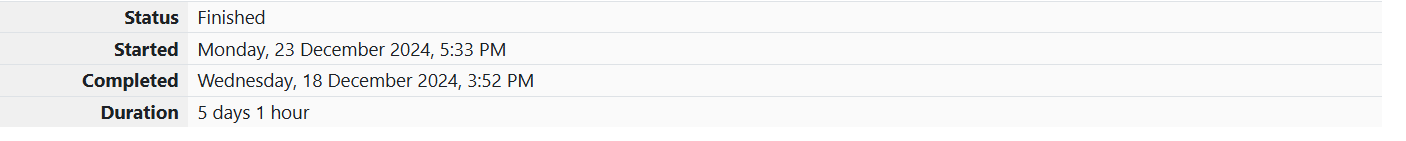 Status Finished
Started Monday, 23 December 2024, 5:33 PM
Completed Wednesday, 18 December 2024, 3:52 PM
Duration 5 days 1 hour